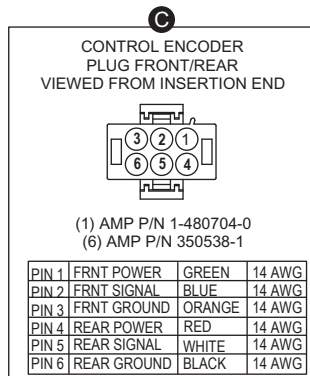 C
CONTROL ENCODER
PLUG FRONT/REAR
VIEWED FROM INSERTION END
3 2 1
6 5 4
(1) AMP P/N 1-480704-0
(6) AMP P/N 350538-1
PIN 1 FRNT POWER GREEN 14 AWG
PIN 2 FRNT SIGNAL BLUE 14 AWG
PIN 3 FRNT GROUND ORANGE 14 AWG
PIN 4 REAR POWER RED 14 AWG
PIN 5 REAR SIGNAL WHITE 14 AWG
PIN 6 REAR GROUND BLACK 14 AWG